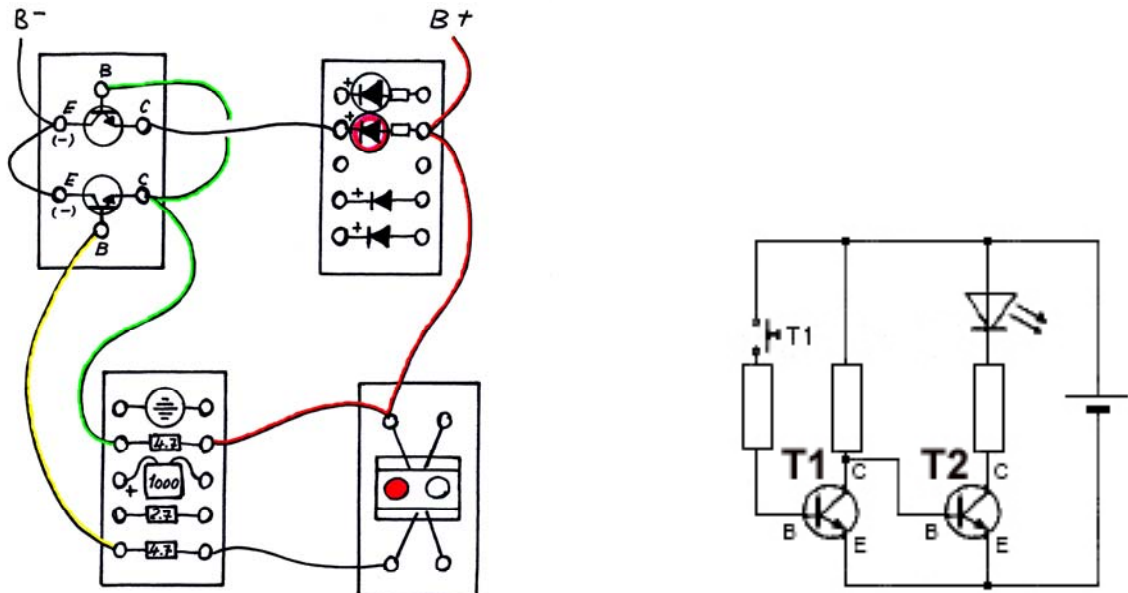 B-
B+
B
E
C
(-)
E
C
(-)
B
+
+
+
+
4.7
+
1000
2.7
4.7
T1
T1
T2
C
C
B
E
B
E